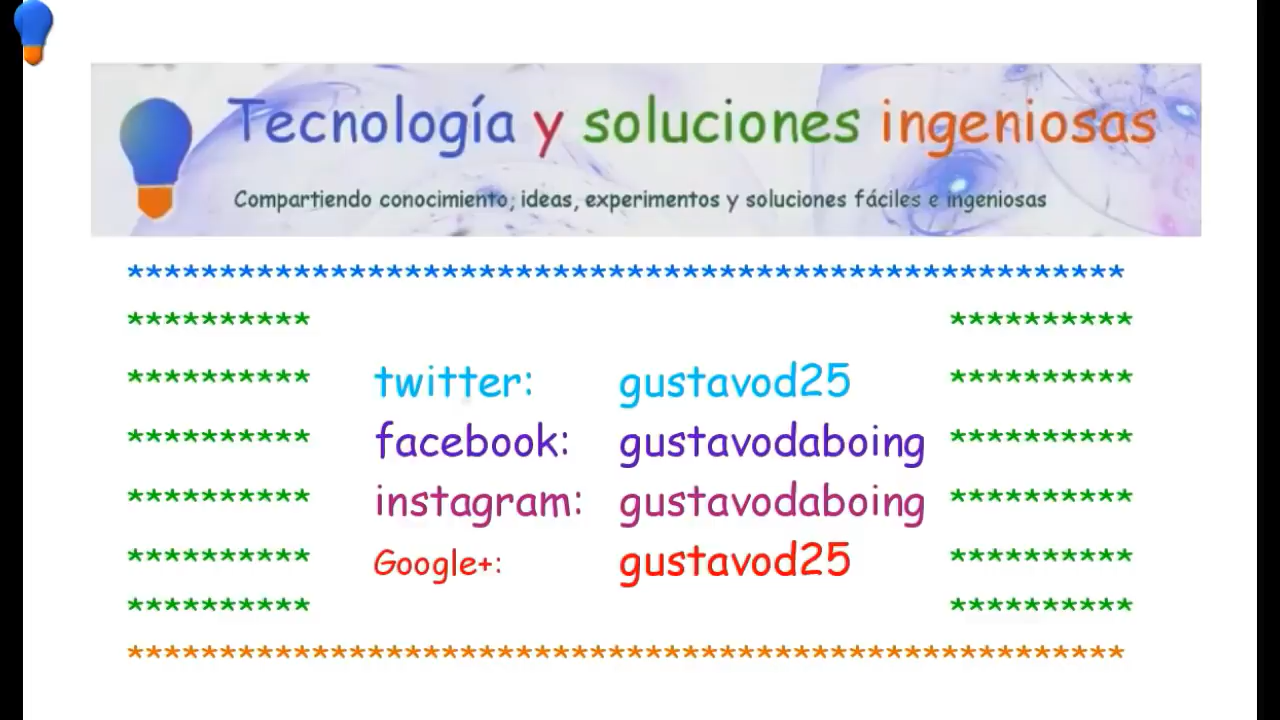 Tecnología y soluciones ingeniosas
Compartiendo conocimiento, ideas, experimentos y soluciones fáciles e ingeniosas
******************************************************
********** **********
********** twitter: gustavod25 **********
********** facebook: gustavodaboing **********
********** instagram: gustavodaboing **********
********** Google+: gustavod25 **********
********** **********
******************************************************